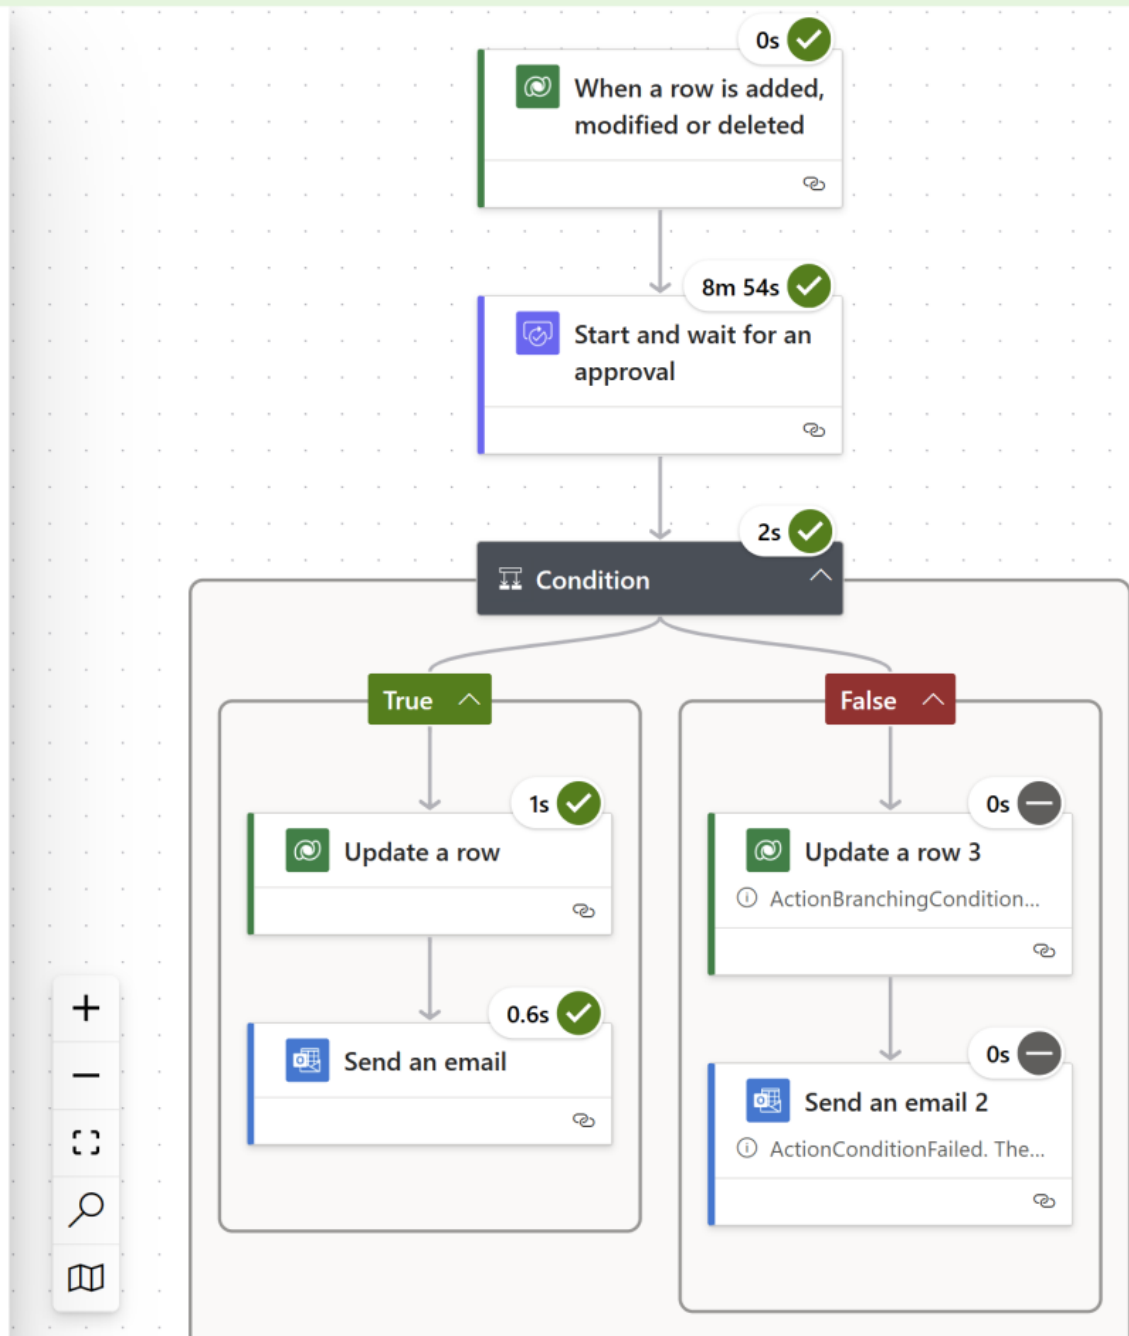 0s
When a row is added,
modified or deleted
8m 54s
Start and wait for an
approval
2s
Condition
True
False
1s
Update a row
0s
Update a row 3
ActionBranchingCondition...
0.6s
Send an email
0s
Send an email 2
ActionConditionFailed. The...